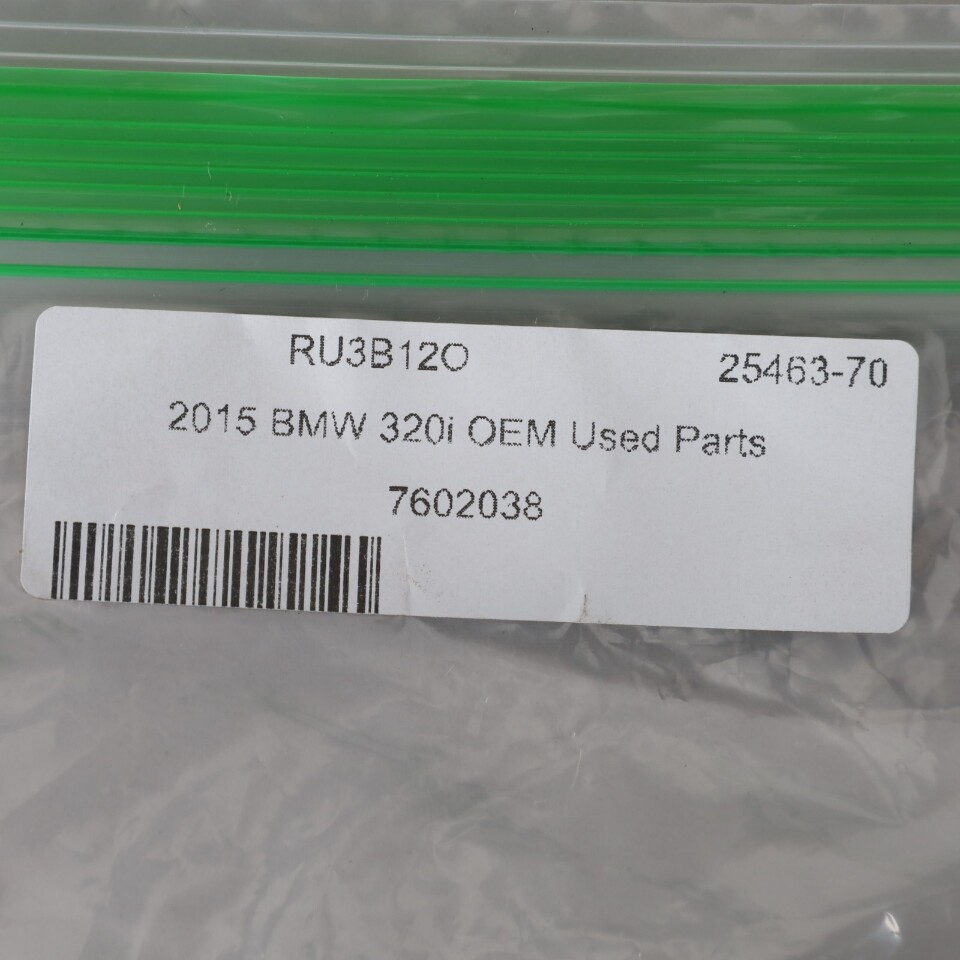 RU3B12O 25463-70
2015 BMW 320i OEM Used Parts
7602038